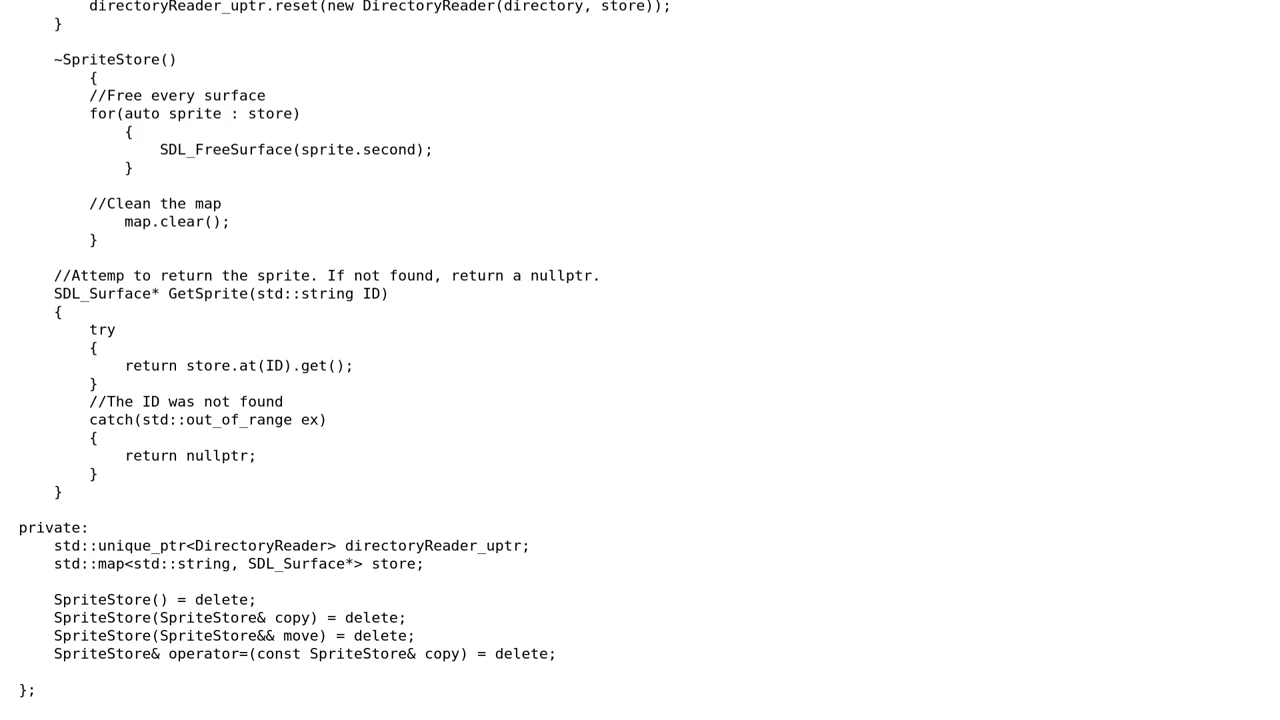 directoryReader_uptr.reset(new DirectoryReader(directory, store));
}
~SpriteStore()
{
//Free every surface
for(auto sprite : store)
{
SDL_FreeSurface(sprite.second);
}
//Clean the map
map.clear();
}
//Attemp to return the sprite. If not found, return a nullptr.
SDL_Surface* GetSprite(std::string ID)
{
try
{
return store.at(ID).get();
}
//The ID was not found
catch(std::out_of_range ex)
{
return nullptr;
}
}
private:
std::unique_ptr<DirectoryReader> directoryReader_uptr;
std::map<std::string, SDL_Surface*> store;
SpriteStore() = delete;
SpriteStore(SpriteStore& copy) = delete;
SpriteStore(SpriteStore&& move) = delete;
SpriteStore& operator=(const SpriteStore& copy) = delete;
};